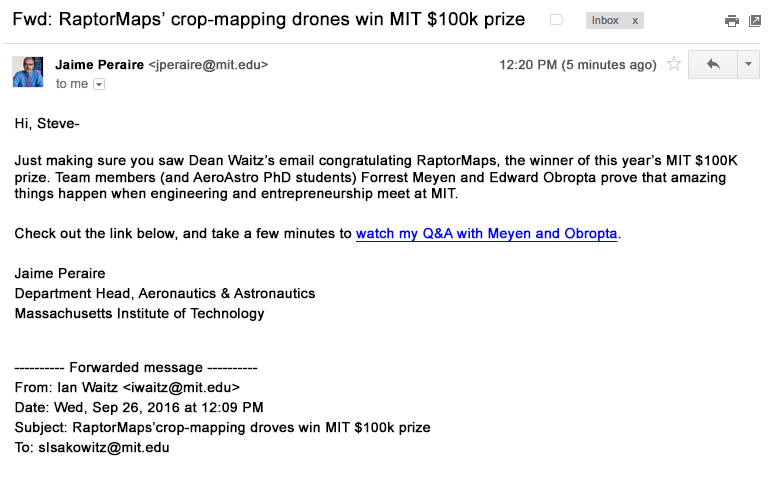 Fwd: RaptorMaps’ crop-mapping drones win MIT $100k prize Inbox x
Jaime Peraire <jperaire@mit.edu> 12:20 PM (5 minutes ago)
to me
Hi, Steve-
Just making sure you saw Dean Waitz’s email congratulating RaptorMaps, the winner of this year’s MIT $100K
prize. Team members (and AeroAstro PhD students) Forrest Meyen and Edward Obropta prove that amazing
things happen when engineering and entrepreneurship meet at MIT.
Check out the link below, and take a few minutes to watch my Q&A with Meyen and Obropta.
Jaime Peraire
Department Head, Aeronautics & Astronautics
Massachusetts Institute of Technology
---------- Forwarded message ----------
From: Ian Waitz <iwaitz@mit.edu>
Date: Wed, Sep 26, 2016 at 12:09 PM
Subject: RaptorMaps’crop-mapping droves win MIT $100k prize
To: sIsakowitz@mit.edu